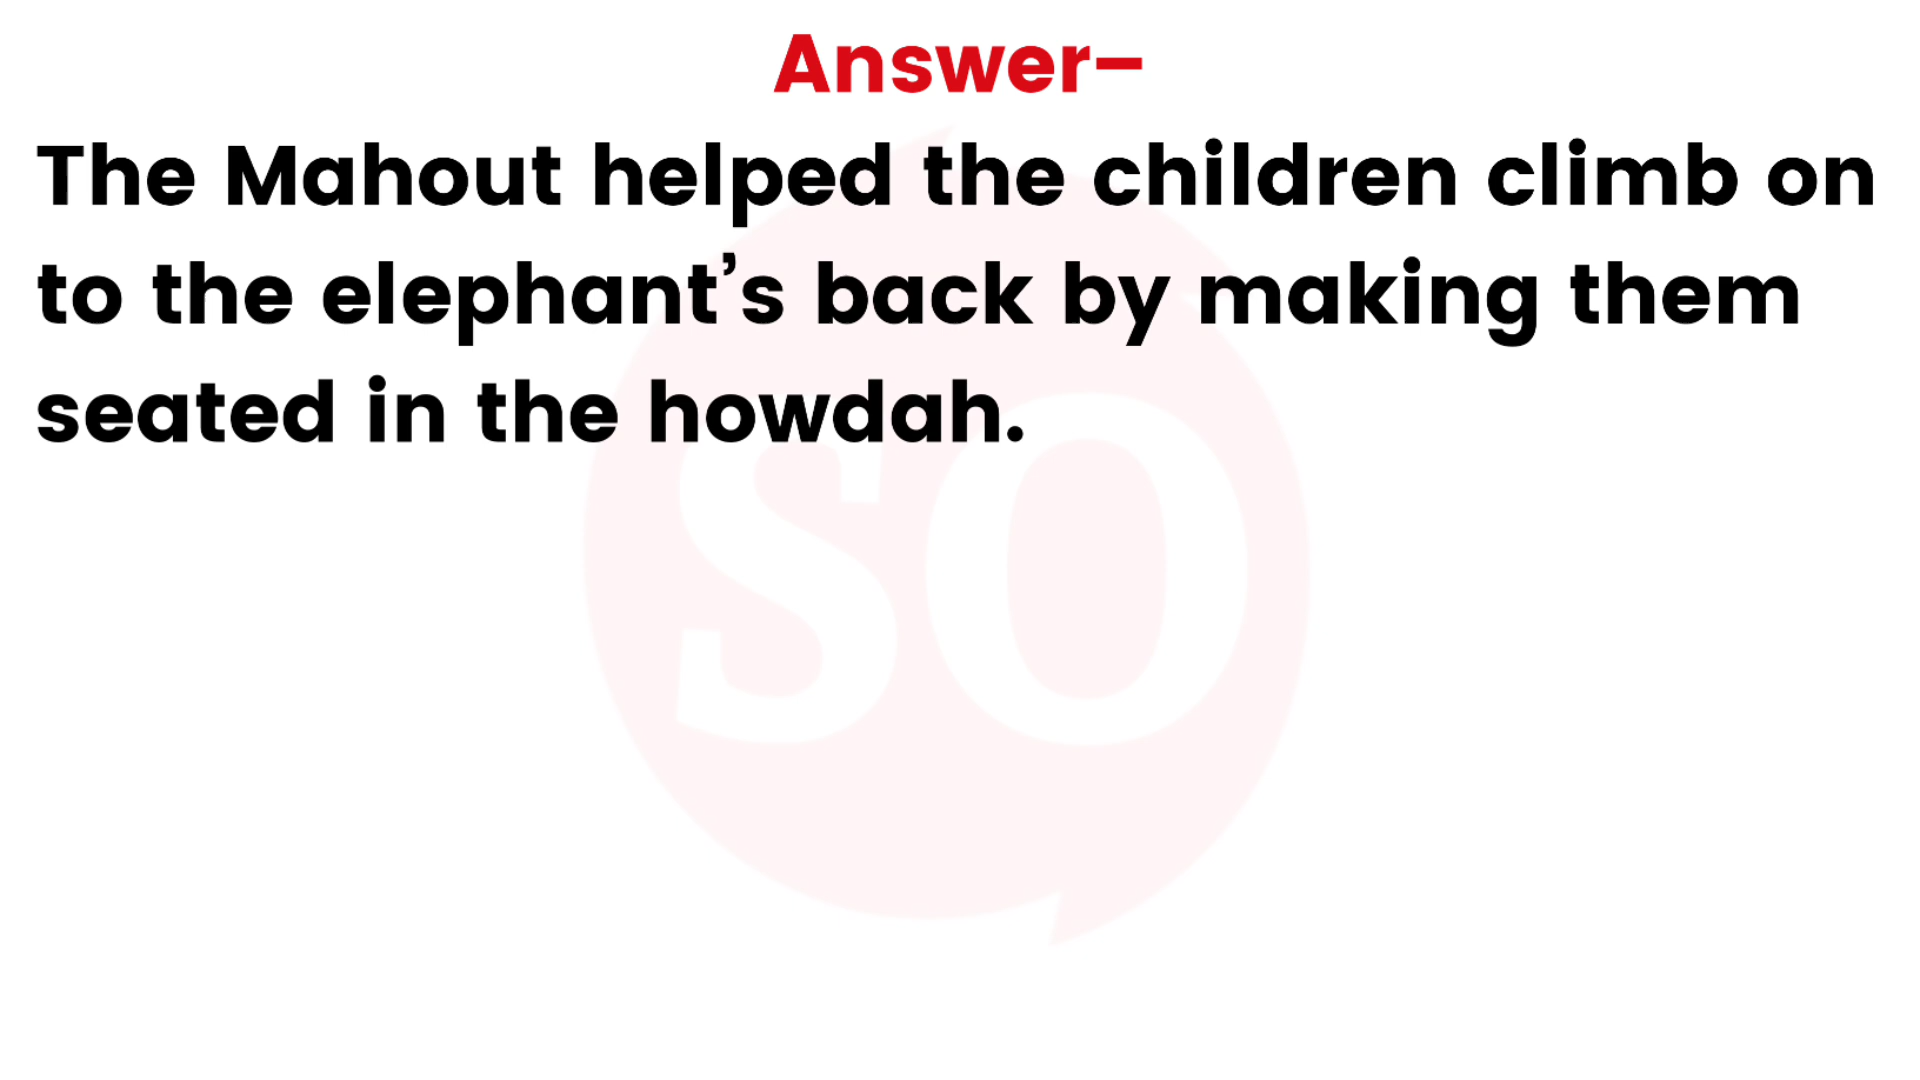 Answer–
The Mahout helped the children climb on
to the elephant’s back by making them
seated in the howdah.
SO